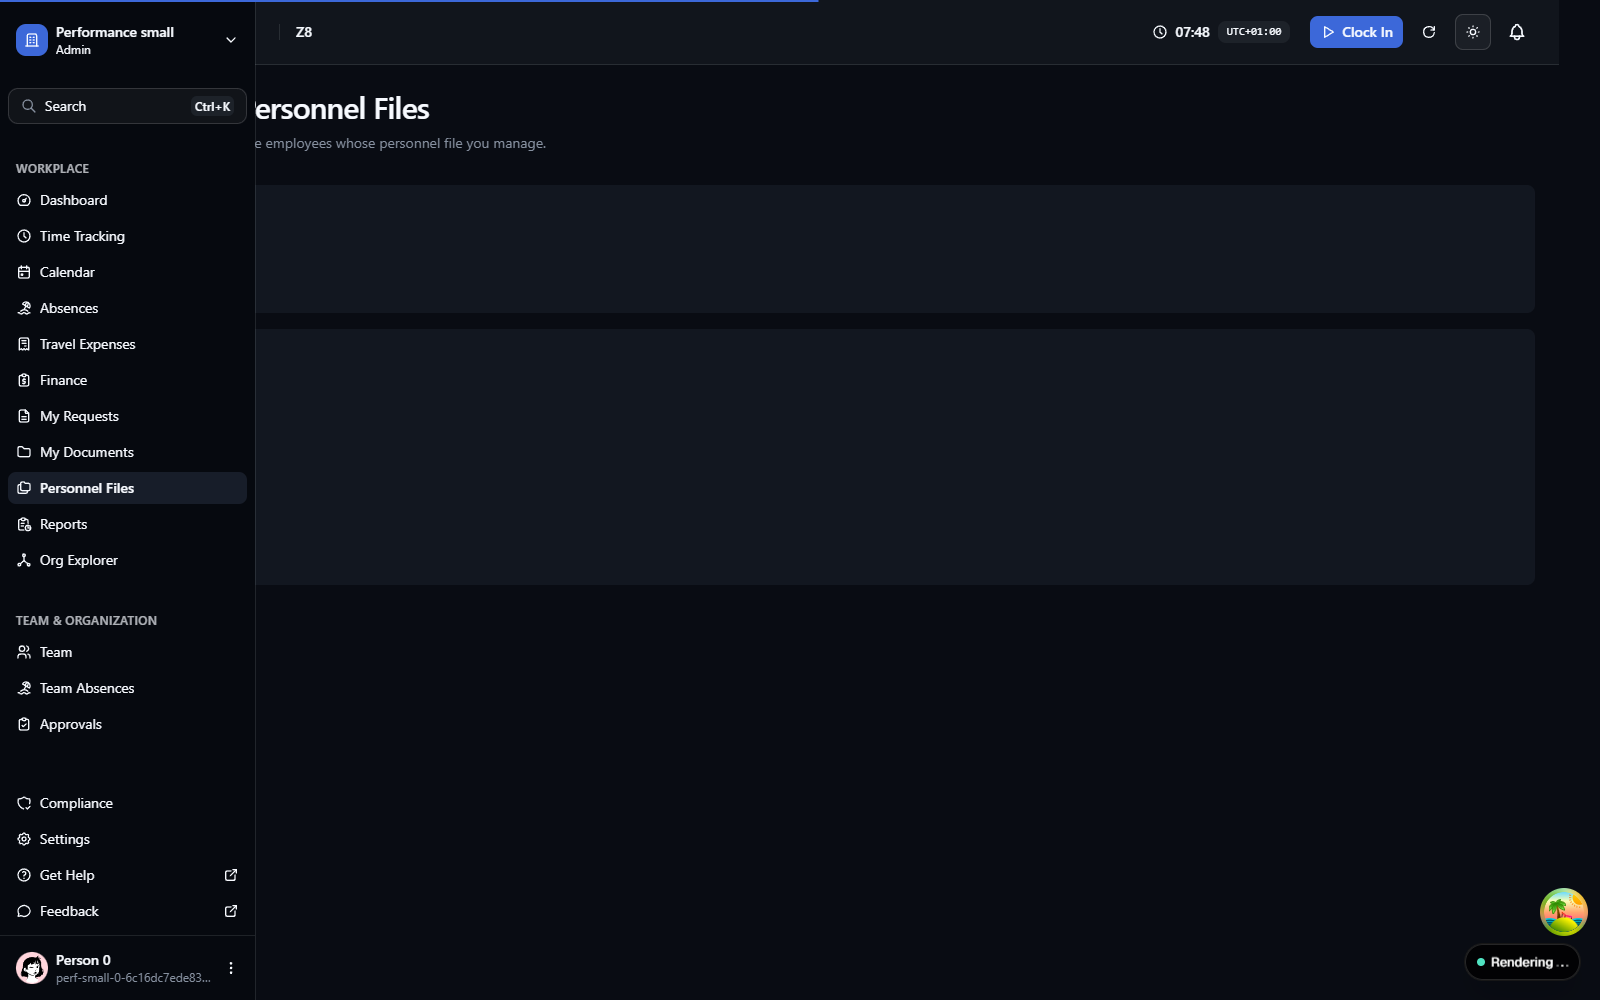 Performance small
Admin
Z8
07:48
UTC+01:00
Clock In
Search
Ctrl+K
ersonnel Files
e employees whose personnel file you manage.
WORKPLACE
Dashboard
Time Tracking
Calendar
Absences
Travel Expenses
Finance
My Requests
My Documents
Personnel Files
Reports
Org Explorer
TEAM & ORGANIZATION
Team
Team Absences
Approvals
Compliance
Settings
Get Help
Feedback
Person 0
perf-small-0-6c16dc7ede83...
Rendering ...